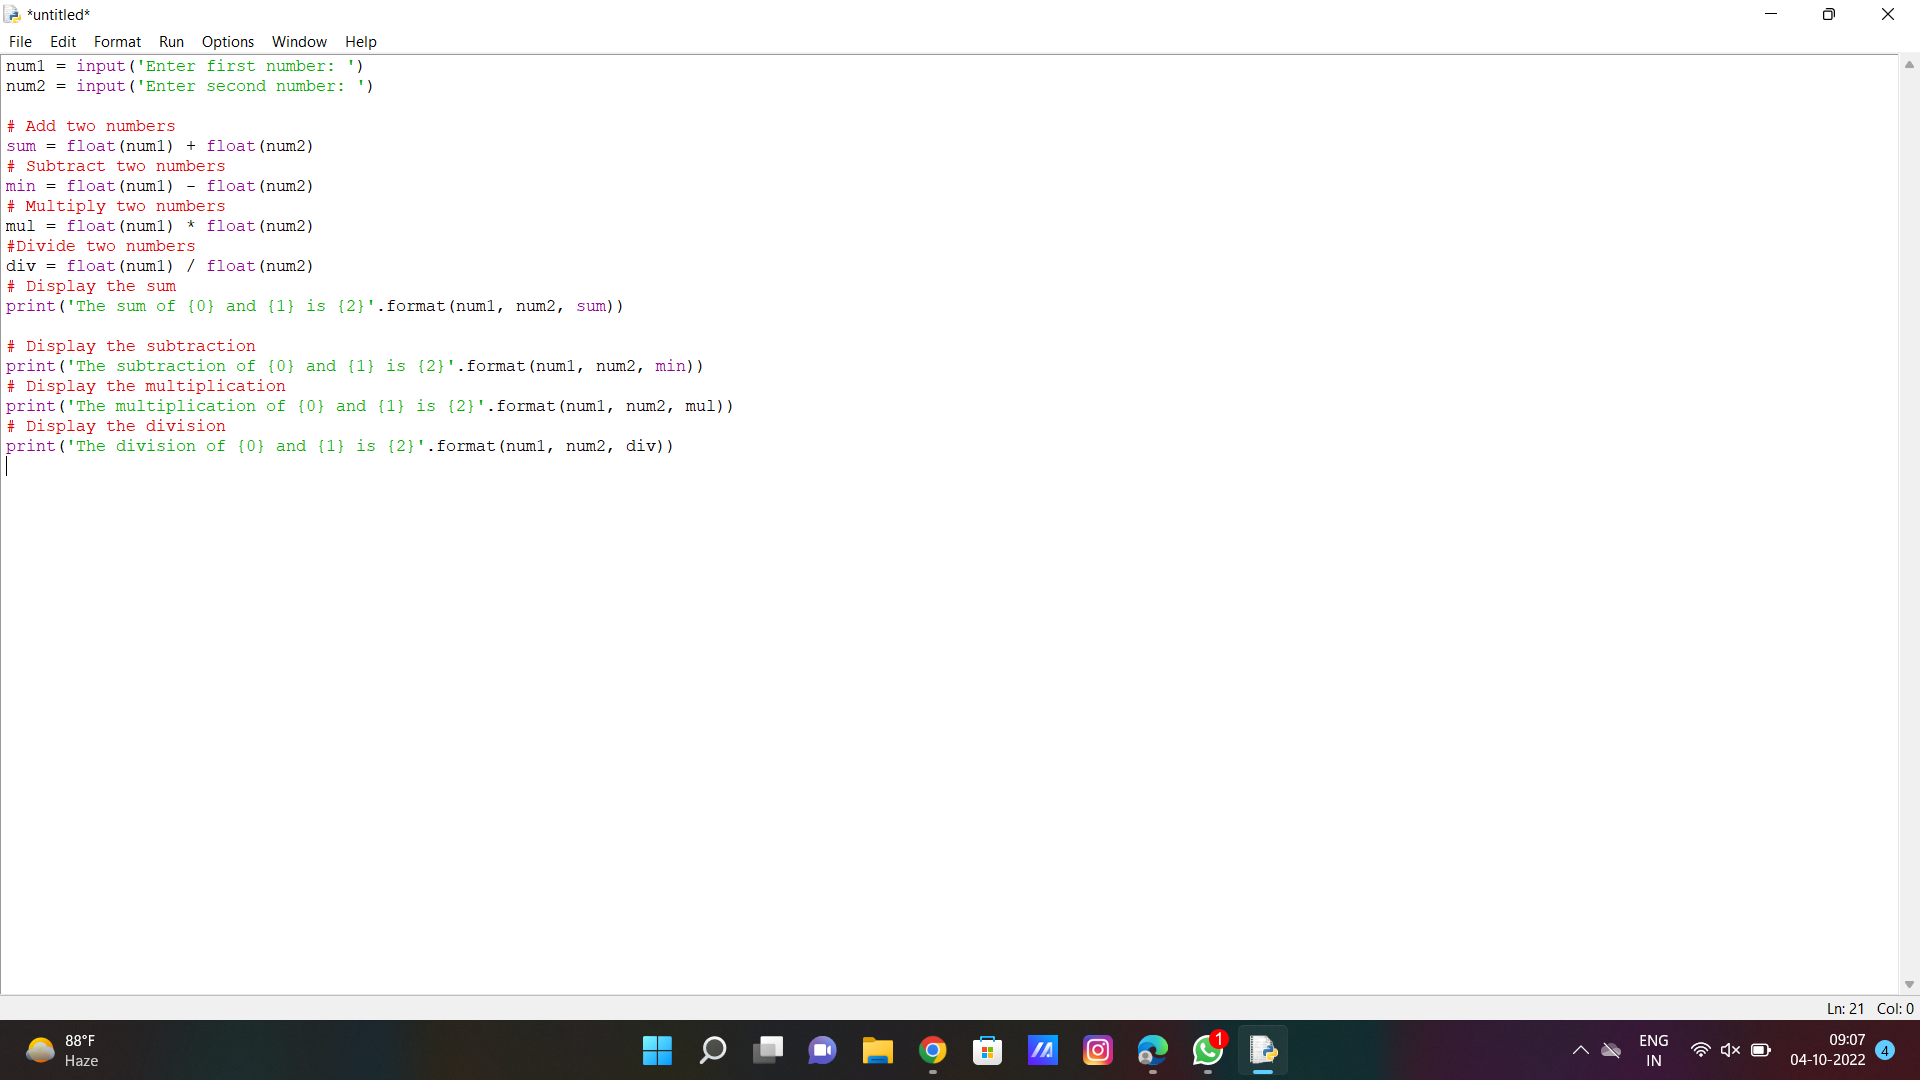 *untitled*
File Edit Format Run Options Window Help
num1 = input('Enter first number: ')
num2 = input('Enter second number: ')
# Add two numbers
sum = float(num1) + float(num2)
# Subtract two numbers
min = float(num1) - float(num2)
# Multiply two numbers
mul = float(num1) * float(num2)
#Divide two numbers
div = float(num1) / float(num2)
# Display the sum
print('The sum of {0} and {1} is {2}'.format(num1, num2, sum))
# Display the subtraction
print('The subtraction of {0} and {1} is {2}'.format(num1, num2, min))
# Display the multiplication
print('The multiplication of {0} and {1} is {2}'.format(num1, num2, mul))
# Display the division
print('The division of {0} and {1} is {2}'.format(num1, num2, div))
Ln: 21 Col: 0
88°F
Haze
1
ENG
IN
09:07
04-10-2022
4